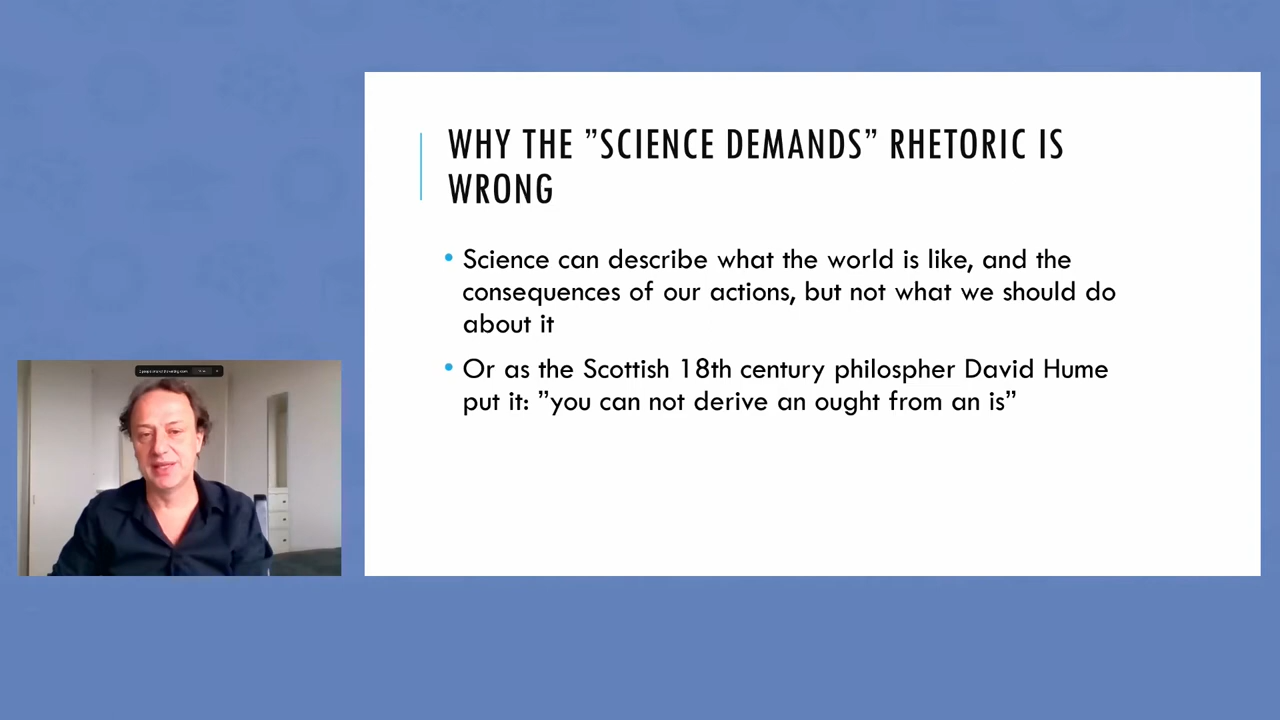 WHY THE ”SCIENCE DEMANDS” RHETORIC IS
WRONG
• Science can describe what the world is like, and the
consequences of our actions, but not what we should do
about it
• Or as the Scottish 18th century philospher David Hume
put it: ”you can not derive an ought from an is”